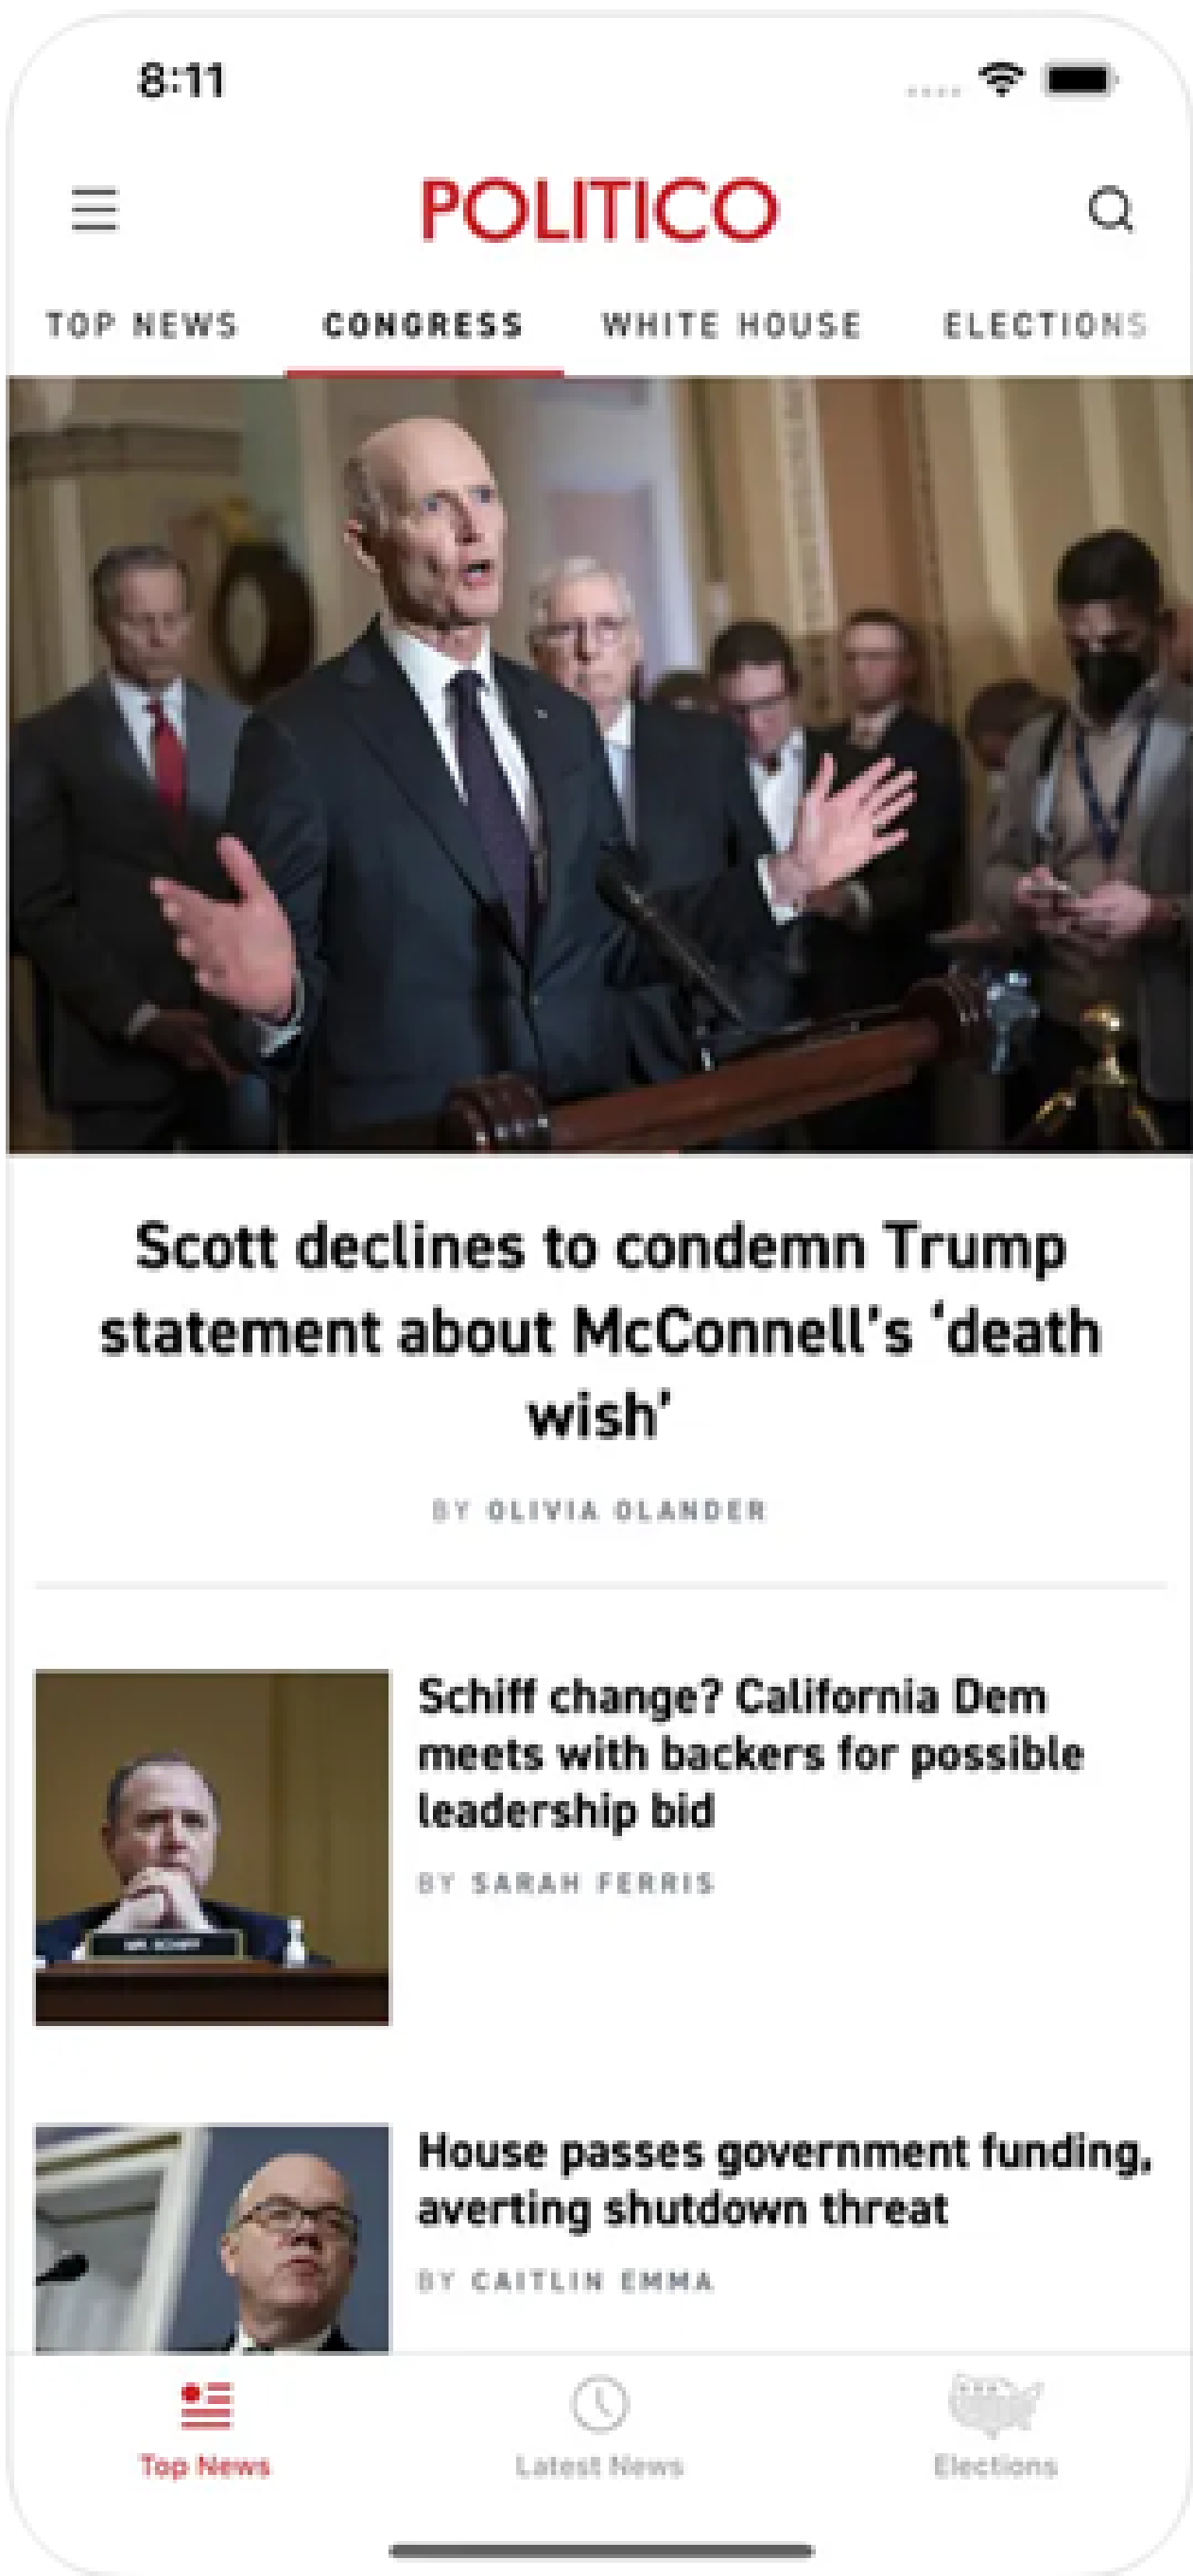 8:11
POLITICO
TOP NEWS CONGRESS WHITE HOUSE ELECTIONS
Scott declines to condemn Trump
statement about McConnell's ‘death
wish’
BY OLIVIA OLANDER
Schiff change? California Dem
meets with backers for possible
leadership bid
BY SARAH FERRIS
MR. SCHIFF
House passes government funding,
averting shutdown threat
BY CAITLIN EMMA
Top News Latest News Elections